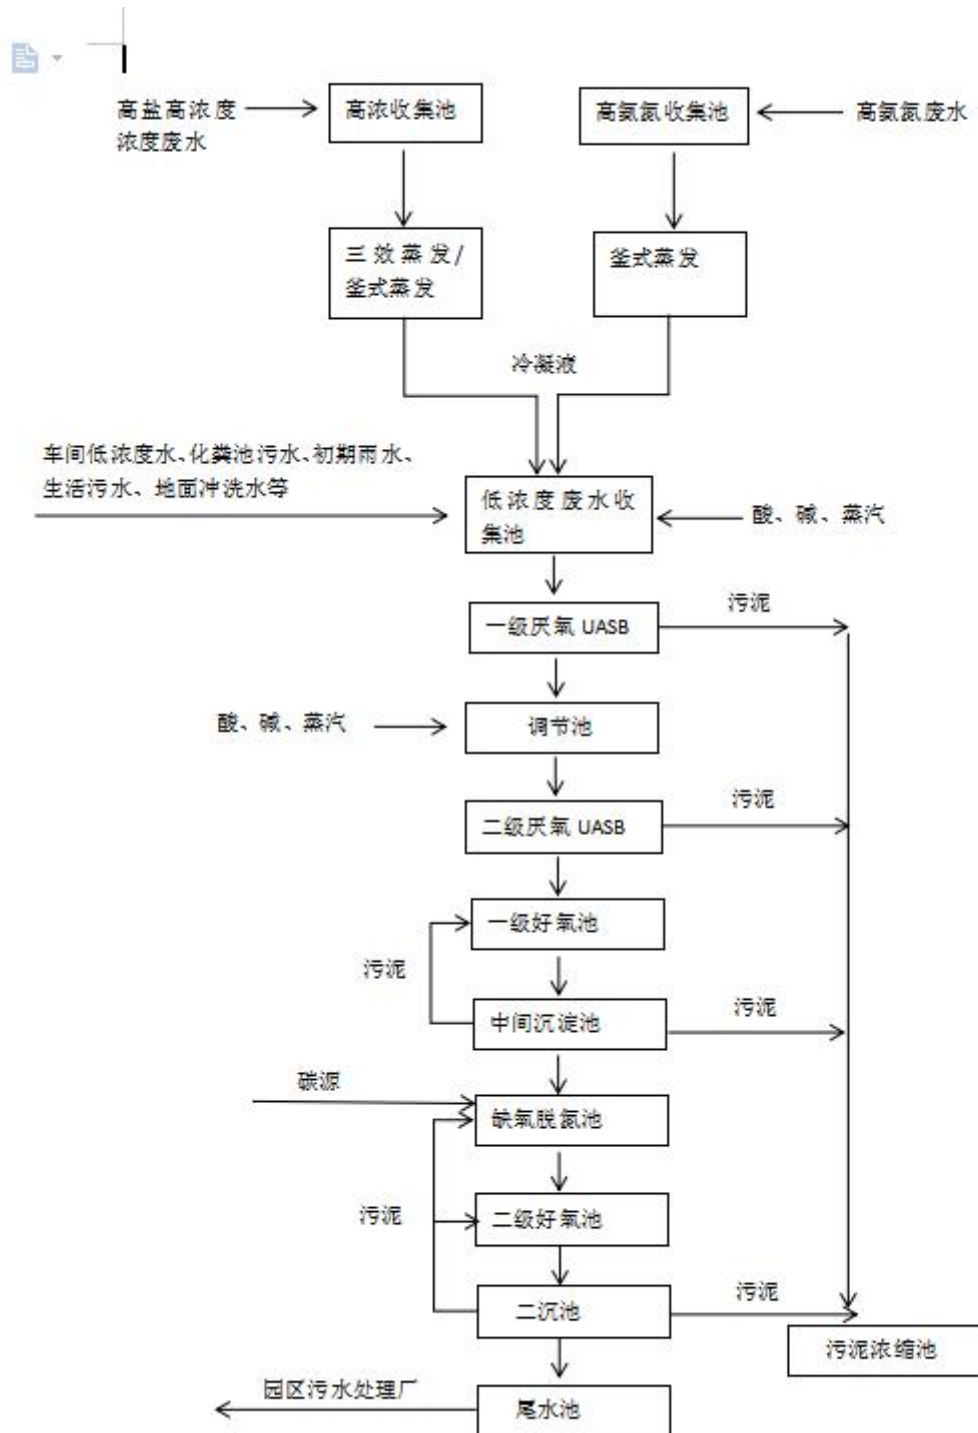 高盐高浓度
浓度废水
高浓收集池
高氨氮收集池
高氨氮废水
三效蒸发/
釜式蒸发
釜式蒸发
冷凝液
车间低浓度水、化粪池污水、初期雨水、
生活污水、地面冲洗水等
低浓度废水收
集池
酸、碱、蒸汽
一级厌氧 UASB
污泥
酸、碱、蒸汽
调节池
二级厌氧 UASB
污泥
一级好氧池
污泥
中间沉淀池
污泥
碳源
缺氧脱氮池
污泥
二级好氧池
二沉池
污泥
污泥浓缩池
园区污水处理厂
尾水池